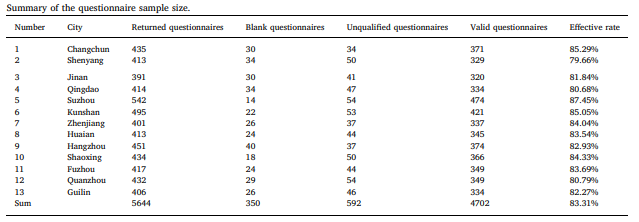 Summary of the questionnaire sample size.
Number City Returned questionnaires Blank questionnaires Unqualified questionnaires Valid questionnaires Effective rate
1 Changchun 435 30 34 371 85.29%
2 Shenyang 413 34 50 329 79.66%
3 Jinan 391 30 41 320 81.84%
4 Qingdao 414 34 47 334 80.68%
5 Suzhou 542 14 54 474 87.45%
6 Kunshan 495 22 53 421 85.05%
7 Zhenjiang 401 26 37 337 84.04%
8 Huaian 413 24 44 345 83.54%
9 Hangzhou 451 40 37 374 82.93%
10 Shaoxing 434 18 50 366 84.33%
11 Fuzhou 417 24 44 349 83.69%
12 Quanzhou 432 29 54 349 80.79%
13 Guilin 406 26 46 334 82.27%
Sum 5644 350 592 4702 83.31%